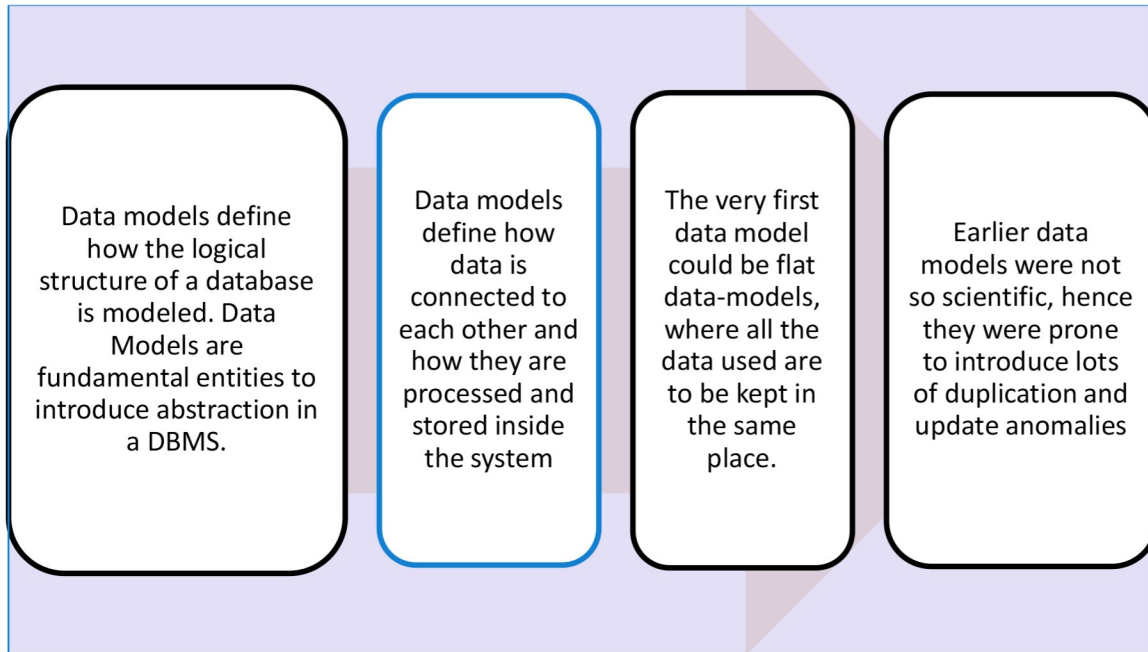 Data models define
how the logical
structure of a database
is modeled. Data
Models are
fundamental entities to
introduce abstraction in
a DBMS.
Data models
define how
data is
connected to
each other and
how they are
processed and
stored inside
the system
The very first
data model
could be flat
data-models,
where all the
data used are
to be kept in
the same
place.
Earlier data
models were not
so scientific, hence
they were prone
to introduce lots
of duplication and
update anomalies